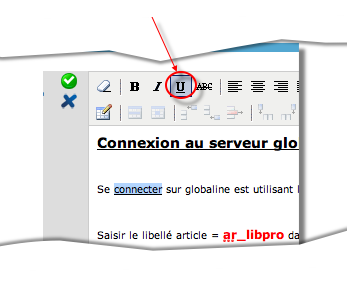 B I U ABC
Connexion au serveur glo
Se connecter sur globaline est utilisant
Saisir le libellé article = ar_libpro da